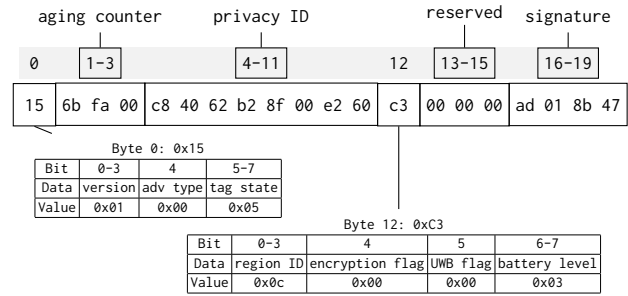 aging counter privacy ID reserved signature
0 1-3 4-11 12 13-15 16-19
15 6b fa 00 c8 40 62 b2 8f 00 e2 60 c3 00 00 00 ad 01 8b 47
Byte 0: 0x15
Bit 0-3 4 5-7
Data version adv type tag state
Value 0x01 0x00 0x05
Byte 12: 0xC3
Bit 0-3 4 5 6-7
Data region ID encryption flag UWB flag battery level
Value 0x0c 0x00 0x00 0x03